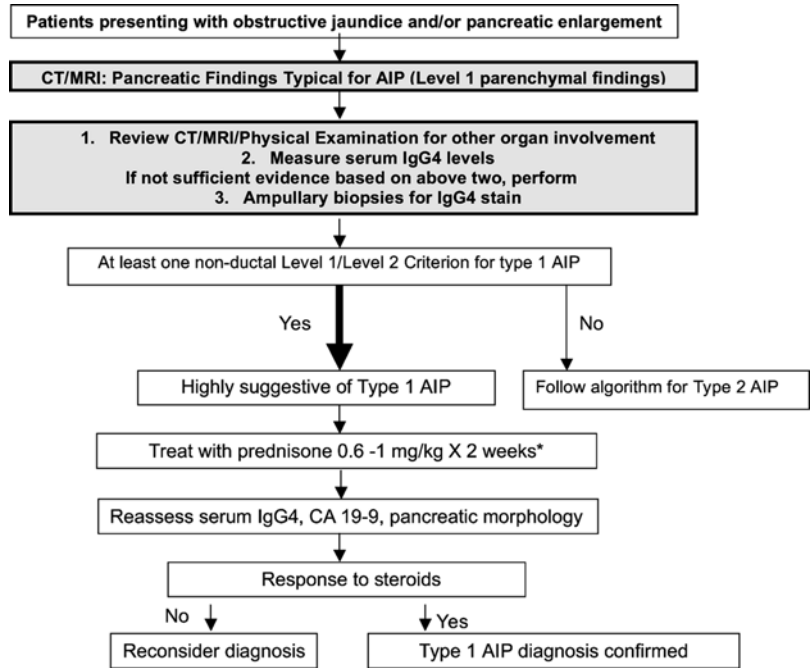 Patients presenting with obstructive jaundice and/or pancreatic enlargement
CT/MRI: Pancreatic Findings Typical for AIP (Level 1 parenchymal findings)
1. Review CT/MRI/Physical Examination for other organ involvement
2. Measure serum IgG4 levels
If not sufficient evidence based on above two, perform
3. Ampullary biopsies for IgG4 stain
At least one non-ductal Level 1/Level 2 Criterion for type 1 AIP
Yes
No
Highly suggestive of Type 1 AIP
Follow algorithm for Type 2 AIP
Treat with prednisone 0.6 -1 mg/kg X 2 weeks*
Reassess serum IgG4, CA 19-9, pancreatic morphology
Response to steroids
No
Yes
Reconsider diagnosis
Type 1 AIP diagnosis confirmed